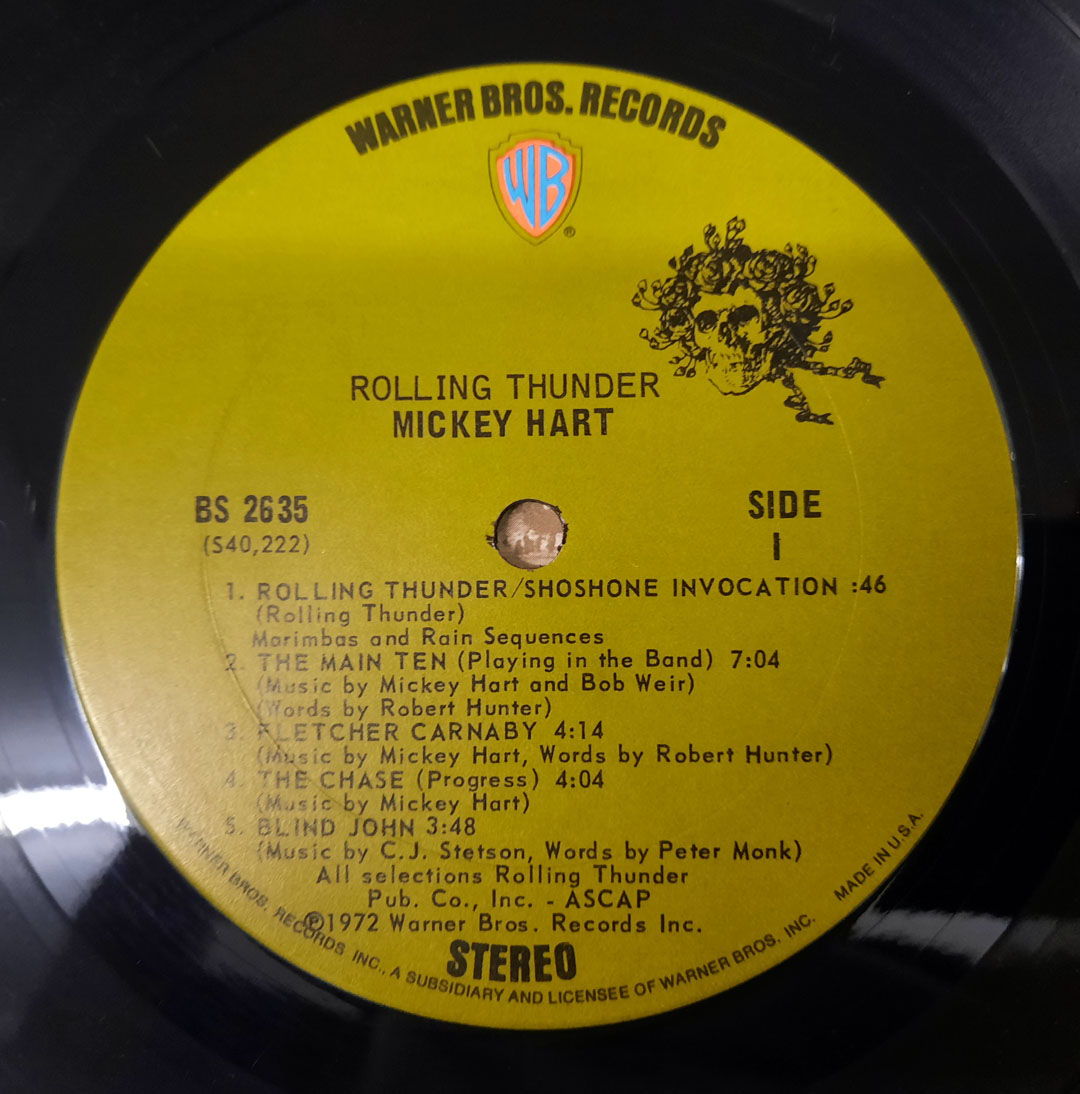 WARNER BROS. RECORDS
WB
®
ROLLING THUNDER
MICKEY HART
BS 2635
(S40,222)
SIDE
1
1. ROLLING THUNDER/SHOSHONE INVOCATION :46
(Rolling Thunder)
Marimbas and Rain Sequences
2. THE MAIN TEN (Playing in the Band) 7:04
(Music by Mickey Hart and Bob Weir)
(Words by Robert Hunter)
3. FLETCHER CARNABY 4:14
(Music by Mickey Hart, Words by Robert Hunter)
4. THE CHASE (Progress) 4:04
(Music by Mickey Hart)
5. BLIND JOHN 3:48
(Music by C.J. Stetson, Words by Peter Monk)
All selections Rolling Thunder
Pub. Co., Inc. - ASCAP
℗1972 Warner Bros. Records Inc.
STEREO
WARNER BROS. RECORDS INC., A SUBSIDIARY AND LICENSEE OF WARNER BROS. INC. MADE IN U.S.A.